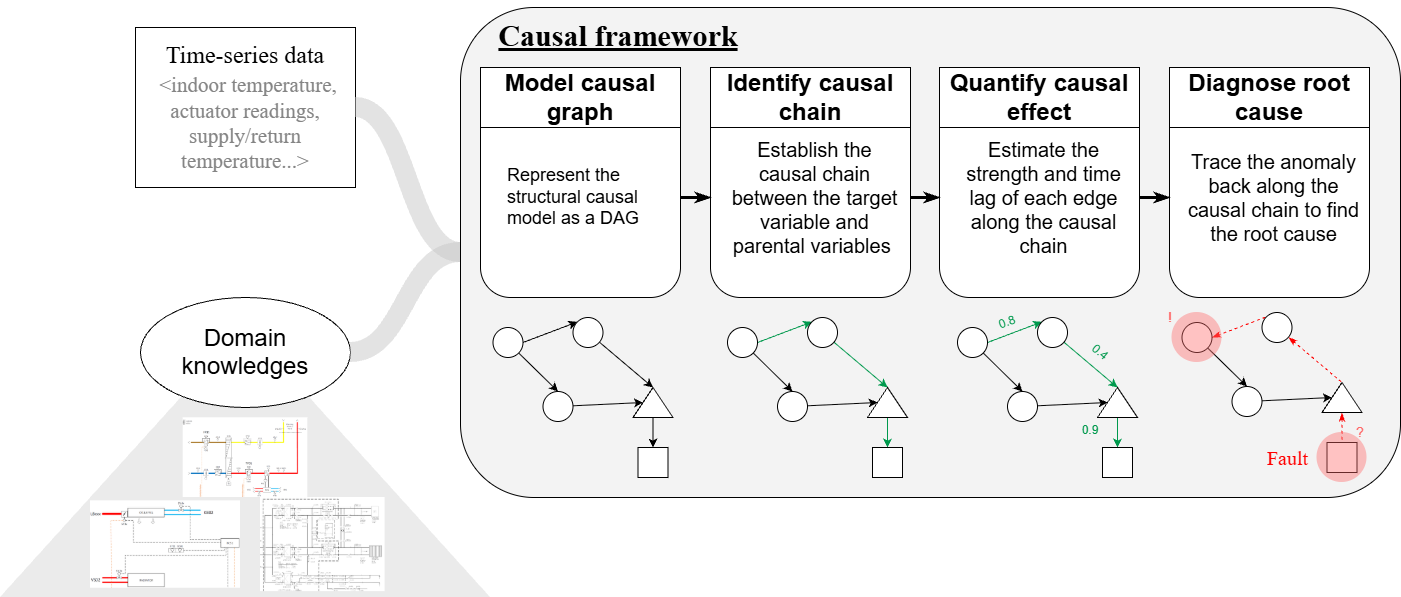 Time-series data
<indoor temperature,
actuator readings,
supply/return
temperature...>
Domain
knowledges
Causal framework
Model causal
graph
Represent the
structural causal
model as a DAG
Identify causal
chain
Establish the
causal chain
between the target
variable and
parental variables
Quantify causal
effect
Estimate the
strength and time
lag of each edge
along the causal
chain
Diagnose root
cause
Trace the anomaly
back along the
causal chain to find
the root cause
0.8
0.4
0.9
!
?
Fault